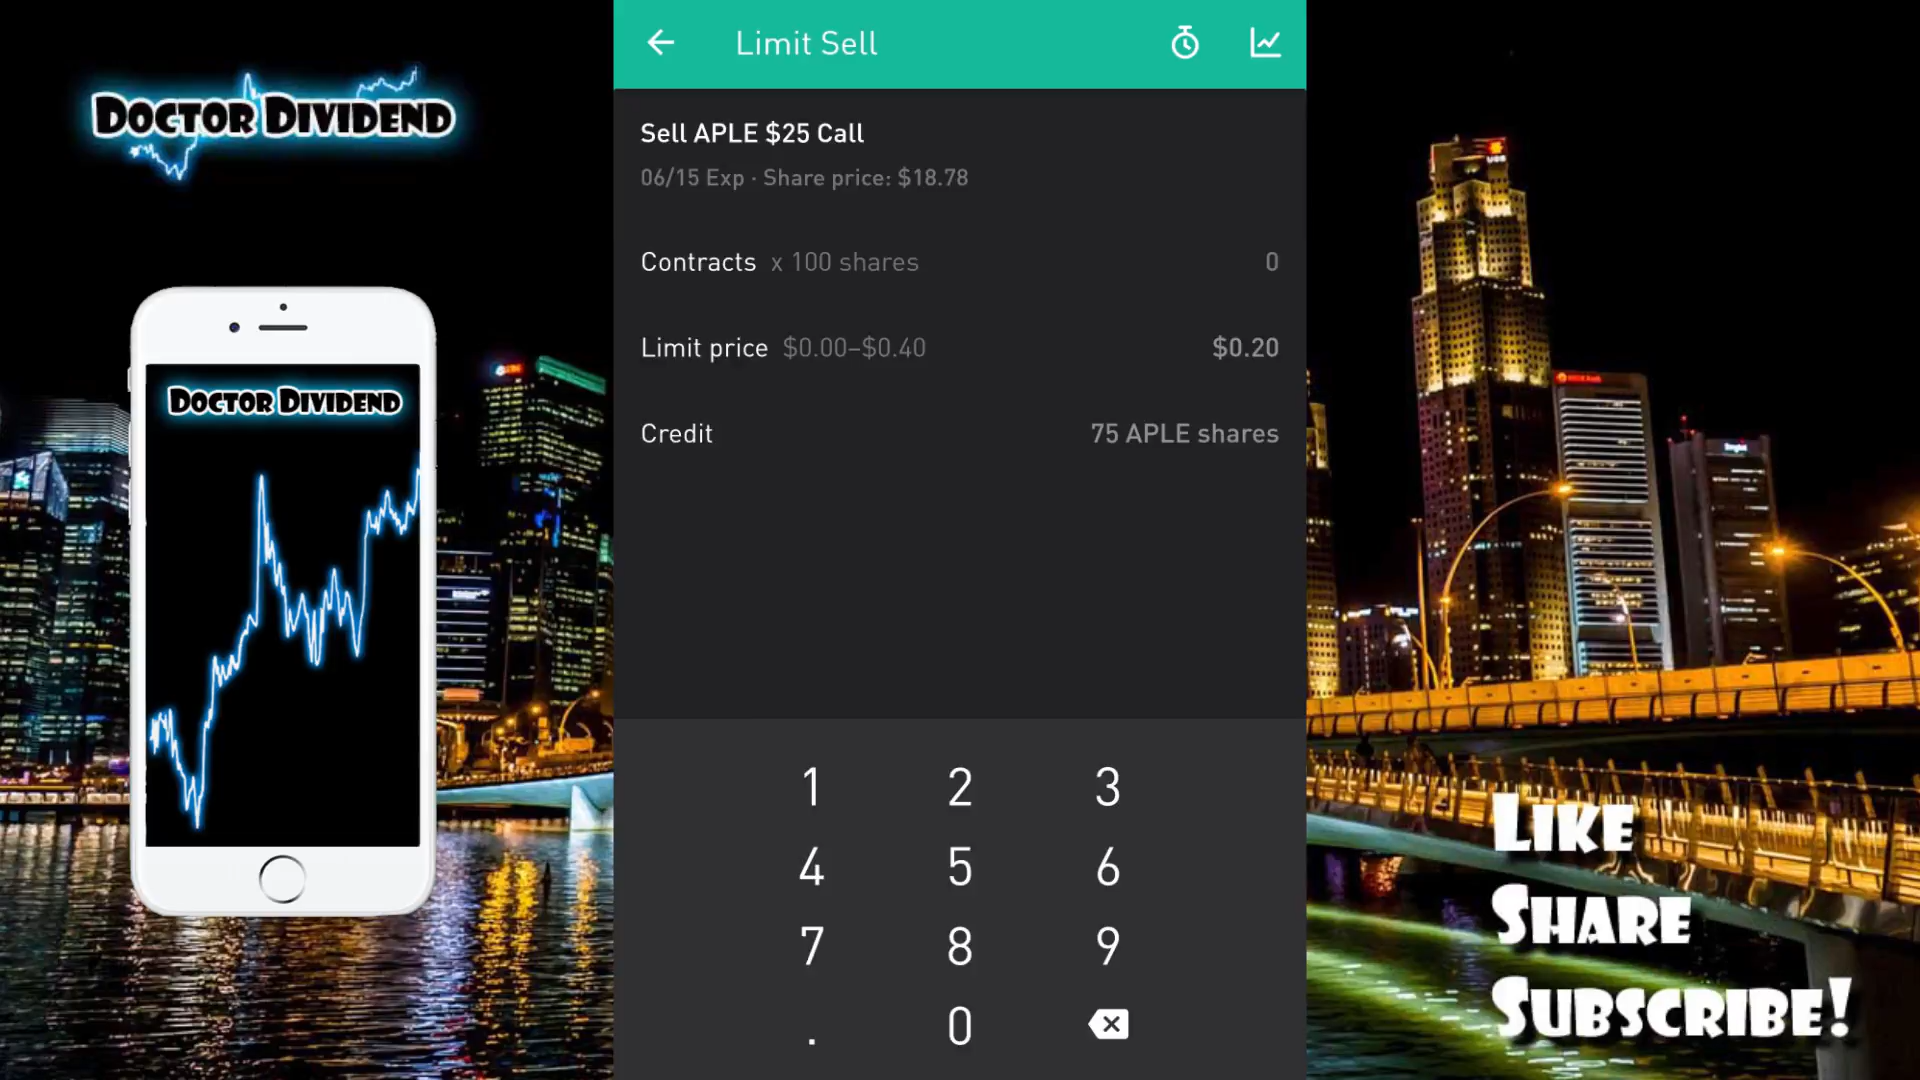 DOCTOR DIVIDEND
DOCTOR DIVIDEND
Limit Sell
Sell APLE $25 Call
06/15 Exp · Share price: $18.78
Contracts x 100 shares 0
Limit price $0.00–$0.40 $0.20
Credit 75 APLE shares
1 2 3
4 5 6
7 8 9
. 0
UOB
LIKE
SHARE
SUBSCRIBE!